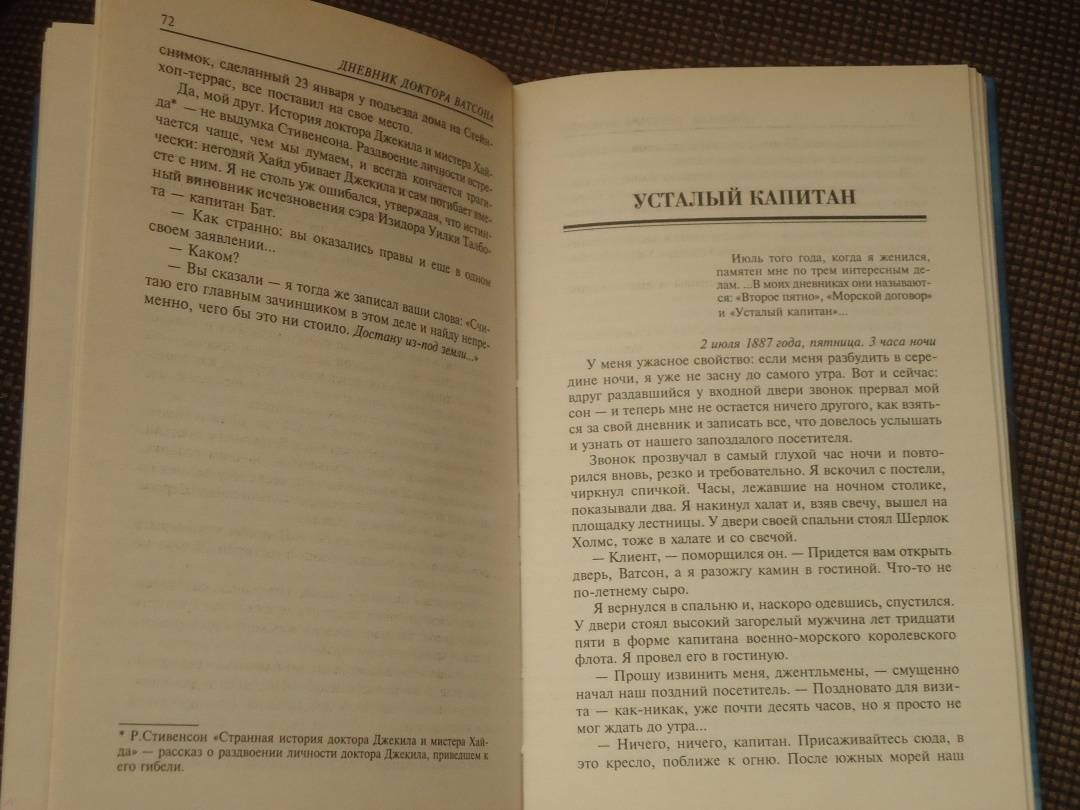 72
ДНЕВНИК ДОКТОРА ВАТСОНА
снимок, сделанный 23 января у подъезда дома на Стейн-
хоп-террас, все поставил на свое место.
Да, мой друг. История доктора Джекила и мистера Хай-
да* — не выдумка Стивенсона. Раздвоение личности встре-
чается чаще, чем мы думаем, и всегда кончается траги-
чески: негодяй Хайд убивает Джекила и сам погибает вме-
сте с ним. Я не столь уж ошибался, утверждая, что истин-
ный виновник исчезновения сэра Изидора Уилки Талбо-
та — капитан Бат.
— Как странно: вы оказались правы и еще в одном
своем заявлении...
— Каком?
— Вы сказали — я тогда же записал ваши слова: «Счи-
таю его главным зачинщиком в этом деле и найду непре-
менно, чего бы это ни стоило. Достану из-под земли...»
* Р.Стивенсон «Странная история доктора Джекила и мистера Хай-
да» — рассказ о раздвоении личности доктора Джекила, приведшем к
его гибели.
УСТАЛЫЙ КАПИТАН
Июль того года, когда я женился,
памятен мне по трем интересным де-
лам. ...В моих дневниках они называют-
ся: «Второе пятно», «Морской договор»
и «Усталый капитан»...
2 июля 1887 года, пятница. 3 часа ночи
У меня ужасное свойство: если меня разбудить в сере-
дине ночи, я уже не засну до самого утра. Вот и сейчас:
вдруг раздавшийся у входной двери звонок прервал мой
сон — и теперь мне не остается ничего другого, как взять-
ся за свой дневник и записать все, что довелось услышать
и узнать от нашего запоздалого посетителя.
Звонок прозвучал в самый глухой час ночи и повто-
рился вновь, резко и требовательно. Я вскочил с постели,
чиркнул спичкой. Часы, лежавшие на ночном столике,
показывали два. Я накинул халат и, взяв свечу, вышел на
площадку лестницы. У двери своей спальни стоял Шерлок
Холмс, тоже в халате и со свечой.
— Клиент, — поморщился он. — Придется вам открыть
дверь, Ватсон, а я разожгу камин в гостиной. Что-то не
по-летнему сыро.
Я вернулся в спальню и, наскоро одевшись, спустился.
У двери стоял высокий загорелый мужчина лет тридцати
пяти в форме капитана военно-морского королевского
флота. Я провел его в гостиную.
— Прошу извинить меня, джентльмены, — смущенно
начал наш поздний посетитель. — Поздновато для визи-
та — как-никак, уже почти десять часов, но я просто не
мог ждать до утра...
— Ничего, ничего, капитан. Присаживайтесь сюда, в
это кресло, поближе к огню. После южных морей наш